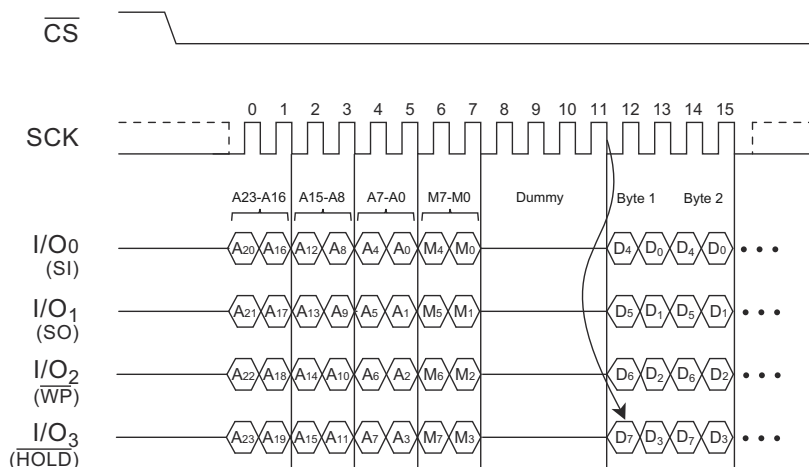 CS
0 1 2 3 4 5 6 7 8 9 10 11 12 13 14 15
SCK
A23-A16 A15-A8 A7-A0 M7-M0 Dummy Byte 1 Byte 2
I/O0 A20 A16 A12 A8 A4 A0 M4 M0 D4 D0 D4 D0 • • •
(SI)
I/O1 A21 A17 A13 A9 A5 A1 M5 M1 D5 D1 D5 D1 • • •
(SO)
I/O2 A22 A18 A14 A10 A6 A2 M6 M2 D6 D2 D6 D2 • • •
(WP)
I/O3 A23 A19 A15 A11 A7 A3 M7 M3 D7 D3 D7 D3 • • •
(HOLD)